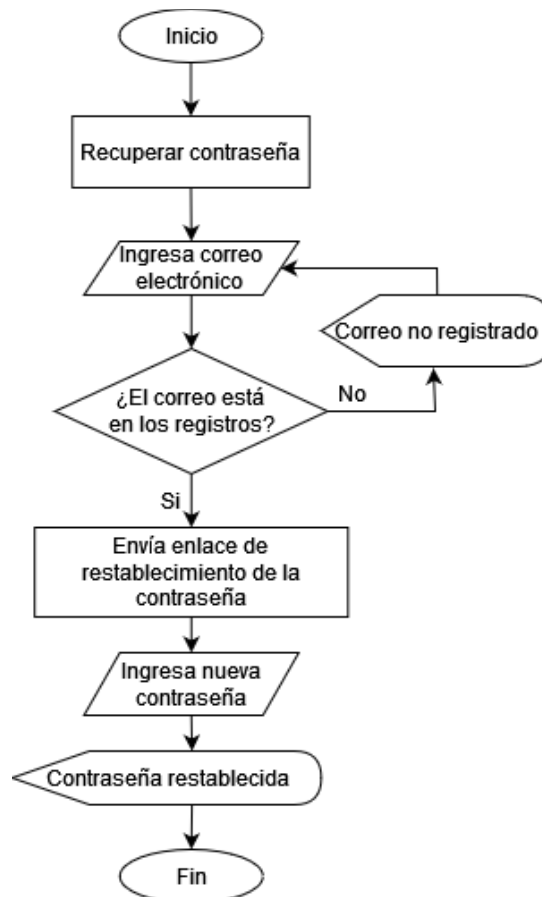 Inicio
Recuperar contraseña
Ingresa correo
electrónico
Correo no registrado
¿El correo está
en los registros?
No
Si
Envía enlace de
restablecimiento de la
contraseña
Ingresa nueva
contraseña
Contraseña restablecida
Fin